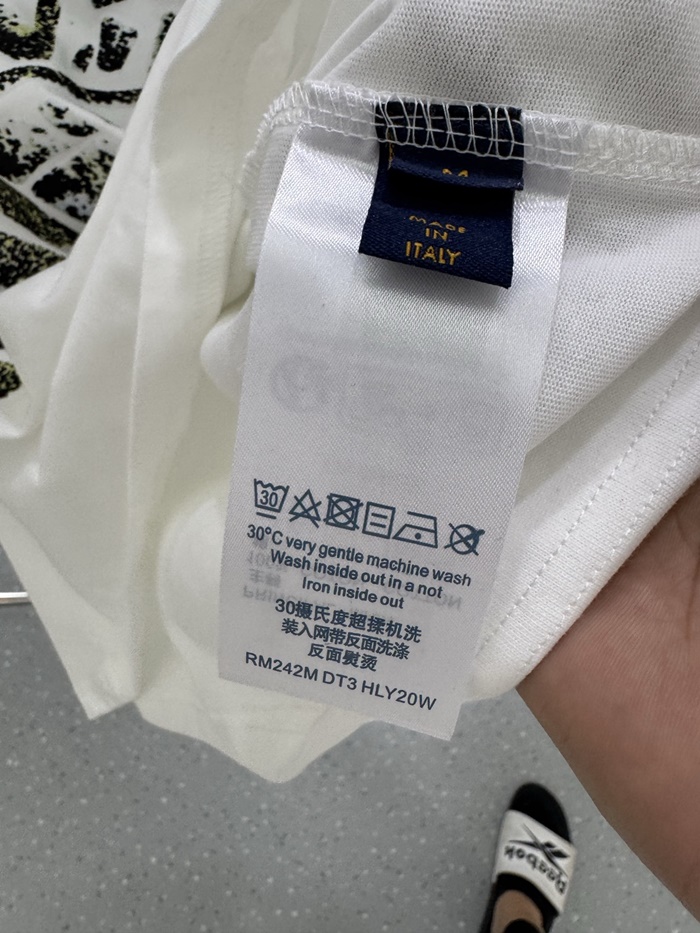 M
MADE
IN
ITALY
30
30°C very gentle machine wash
Wash inside out in a not
Iron inside out
30摄氏度超揉机洗
装入网带反面洗涤
反面熨烫
RM242M DT3 HLY20W
Reebok